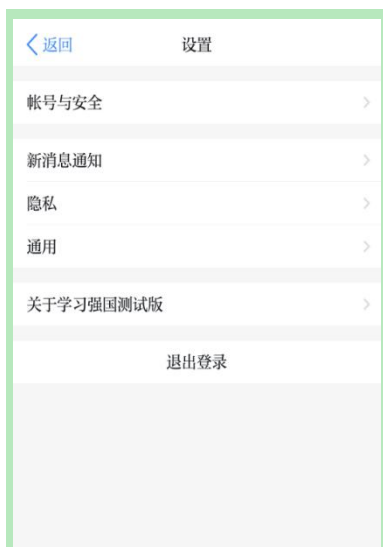 返回 设置
帐号与安全
新消息通知
隐私
通用
关于学习强国测试版
退出登录